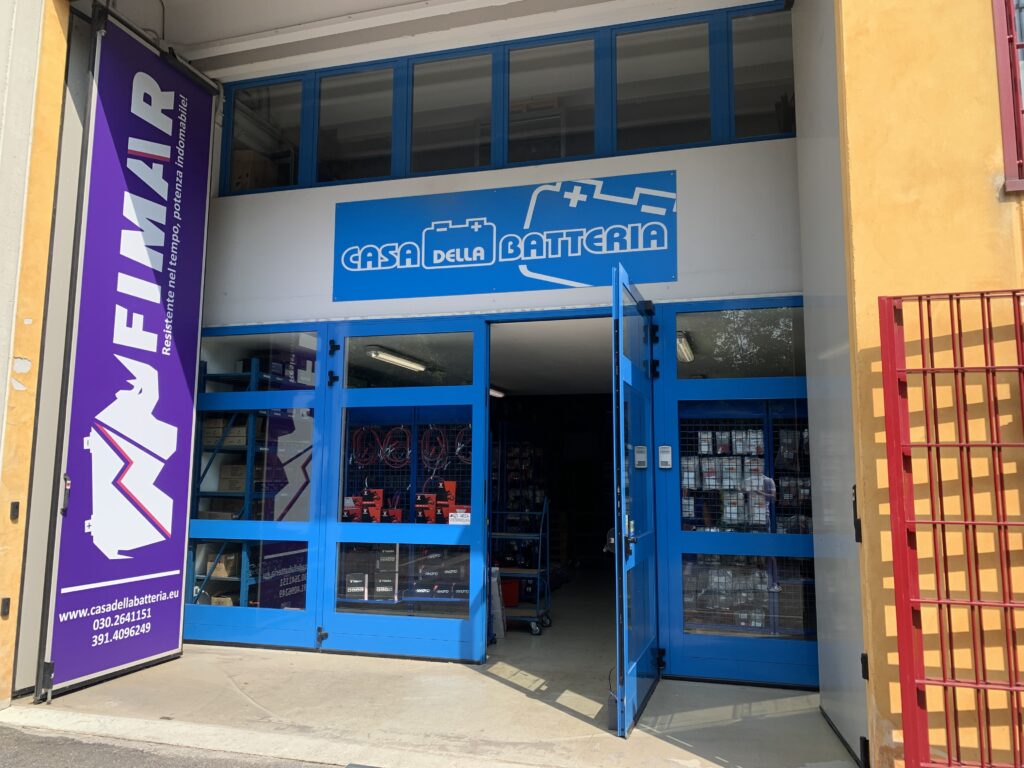 FIMAR
Resistente nel tempo, potenza indomabile!
www.casadellabatteria.eu
030.2641151
391.4096249
CASA DELLA BATTERIA